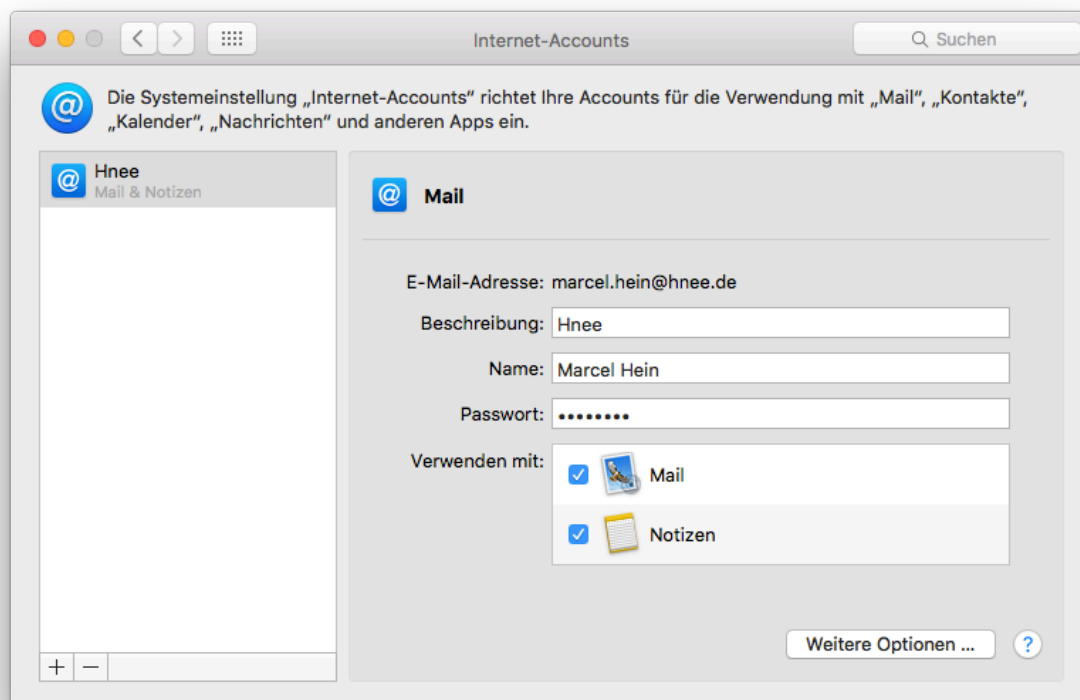 Internet-Accounts
Suchen
Die Systemeinstellung „Internet-Accounts“ richtet Ihre Accounts für die Verwendung mit „Mail“, „Kontakte“,
„Kalender“, „Nachrichten“ und anderen Apps ein.
@ Hnee
Mail & Notizen
@ Mail
E-Mail-Adresse: marcel.hein@hnee.de
Beschreibung: Hnee
Name: Marcel Hein
Passwort: ••••••••
Verwenden mit:
Mail
Notizen
+ −
Weitere Optionen ... ?